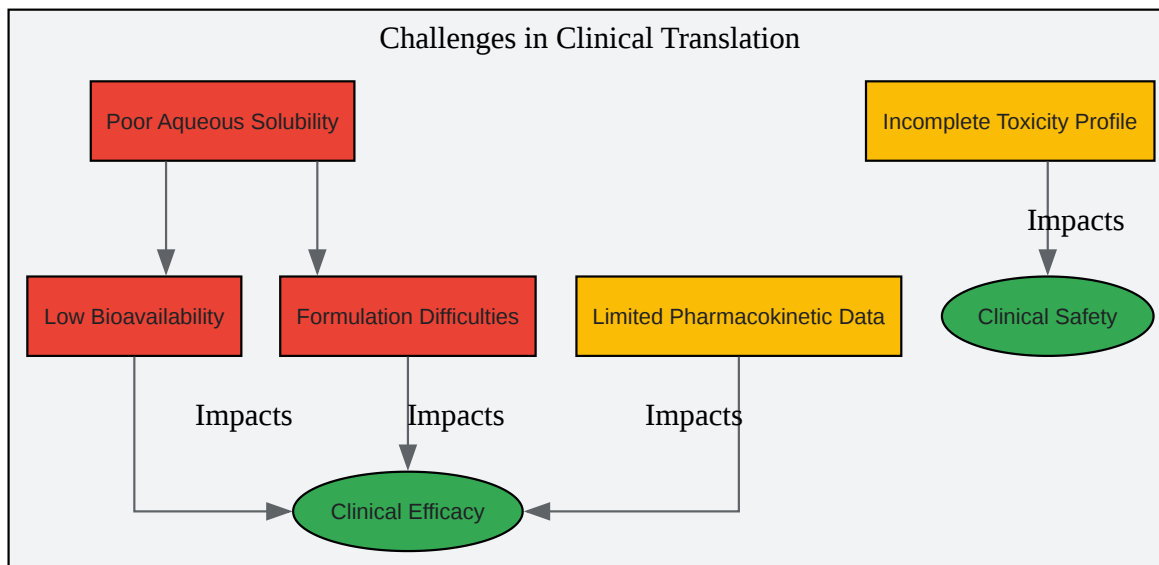 Challenges in Clinical Translation
Poor Aqueous Solubility
Incomplete Toxicity Profile
Impacts
Low Bioavailability
Formulation Difficulties
Limited Pharmacokinetic Data
Clinical Safety
Impacts
Impacts
Impacts
Clinical Efficacy